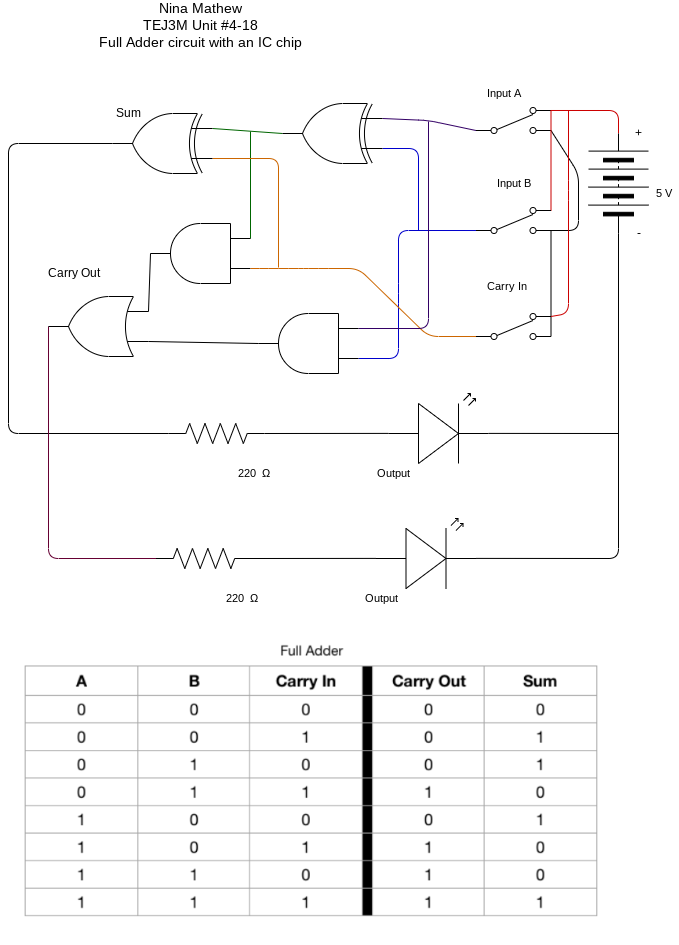 Nina Mathew
TEJ3M Unit #4-18
Full Adder circuit with an IC chip
Input A
Sum
+
Input B
5 V
-
Carry Out
Carry In
220 Ω
Output
220 Ω
Output
Full Adder
A B Carry In Carry Out Sum
0 0 0 0 0
0 0 1 0 1
0 1 0 0 1
0 1 1 1 0
1 0 0 0 1
1 0 1 1 0
1 1 0 1 0
1 1 1 1 1